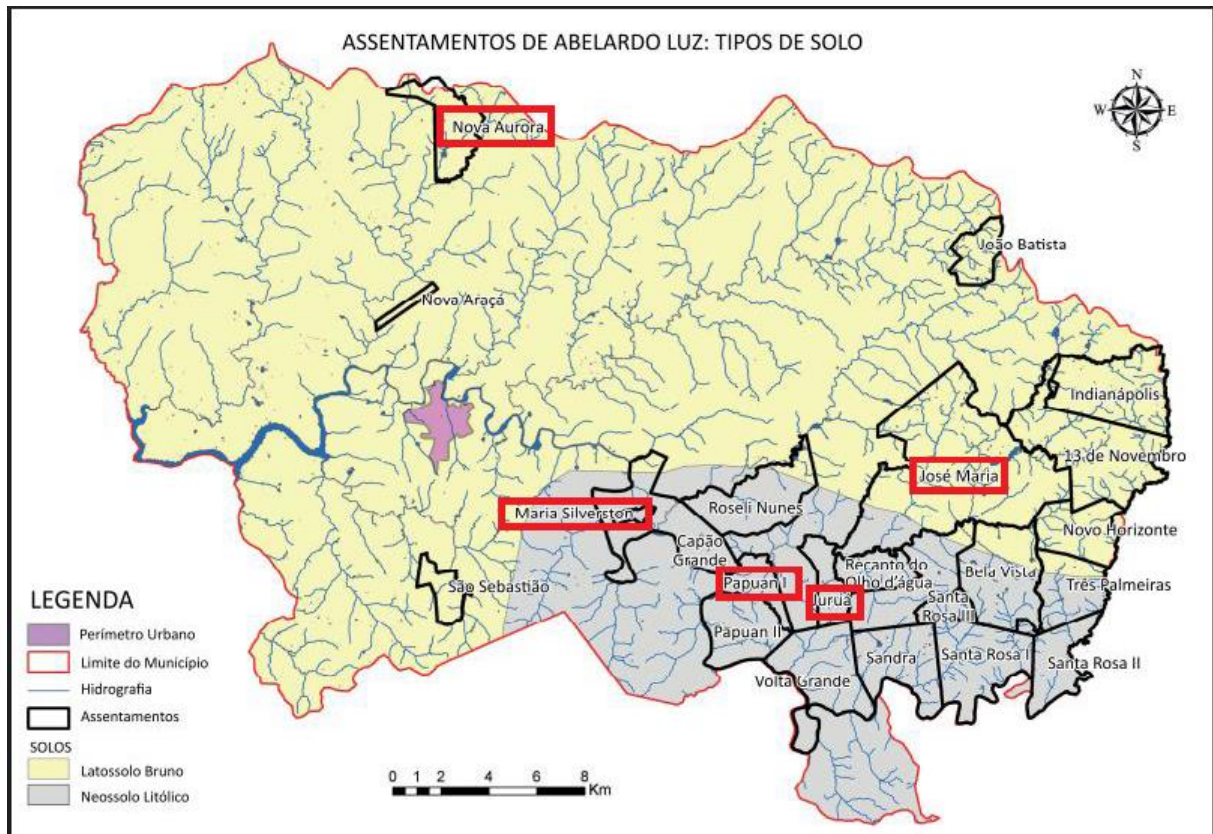 ASSENTAMENTOS DE ABELARDO LUZ: TIPOS DE SOLO
N
W
E
S
Nova Aurora
João Batista
Nova Araçá
Indianápolis
13 de Novembro
José Maria
Maria Silverston
Roseli Nunes
Novo Horizonte
Capão
Grande
Recanto do
Olho d'água
Bela Vista
Três Palmeiras
São Sebastião
Papuan I
Juruá
Santa
Rosa III
Papuan II
Sandra
Santa Rosa I
Santa Rosa II
Volta Grande
LEGENDA
Perímetro Urbano
Limite do Município
Hidrografia
Assentamentos
SOLOS
Latossolo Bruno
Neossolo Litólico
0 1 2 4 6 8
Km